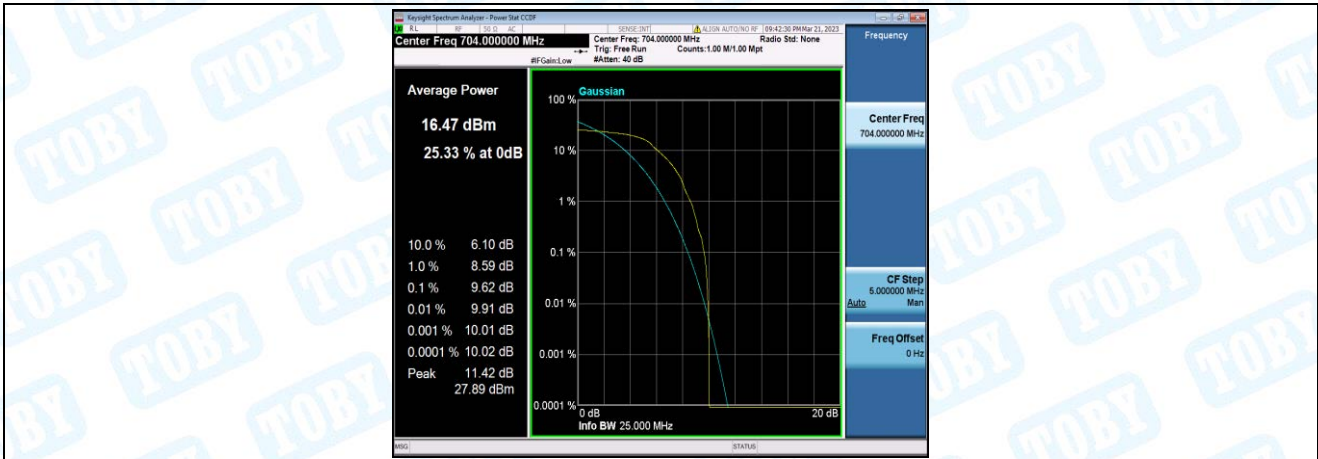 Keysight Spectrum Analyzer - Power Stat CCDF
RL RF 50 Ω AC SENSE:INT ALIGN AUTO/NO RF 09:42:30 PM Mar 21, 2023
Center Freq 704.000000 MHz
Center Freq: 704.000000 MHz Radio Std: None
Trig: Free Run Counts:1.00 M/1.00 Mpt
#IFGain:Low #Atten: 40 dB
Frequency
Average Power
16.47 dBm
25.33 % at 0dB
10.0 % 6.10 dB
1.0 % 8.59 dB
0.1 % 9.62 dB
0.01 % 9.91 dB
0.001 % 10.01 dB
0.0001 % 10.02 dB
Peak 11.42 dB
27.89 dBm
Gaussian
100 %
10 %
1 %
0.1 %
0.01 %
0.001 %
0.0001 %
0 dB 20 dB
Info BW 25.000 MHz
Center Freq
704.000000 MHz
CF Step
5.000000 MHz
Auto Man
Freq Offset
0 Hz
MSG STATUS
TOBY